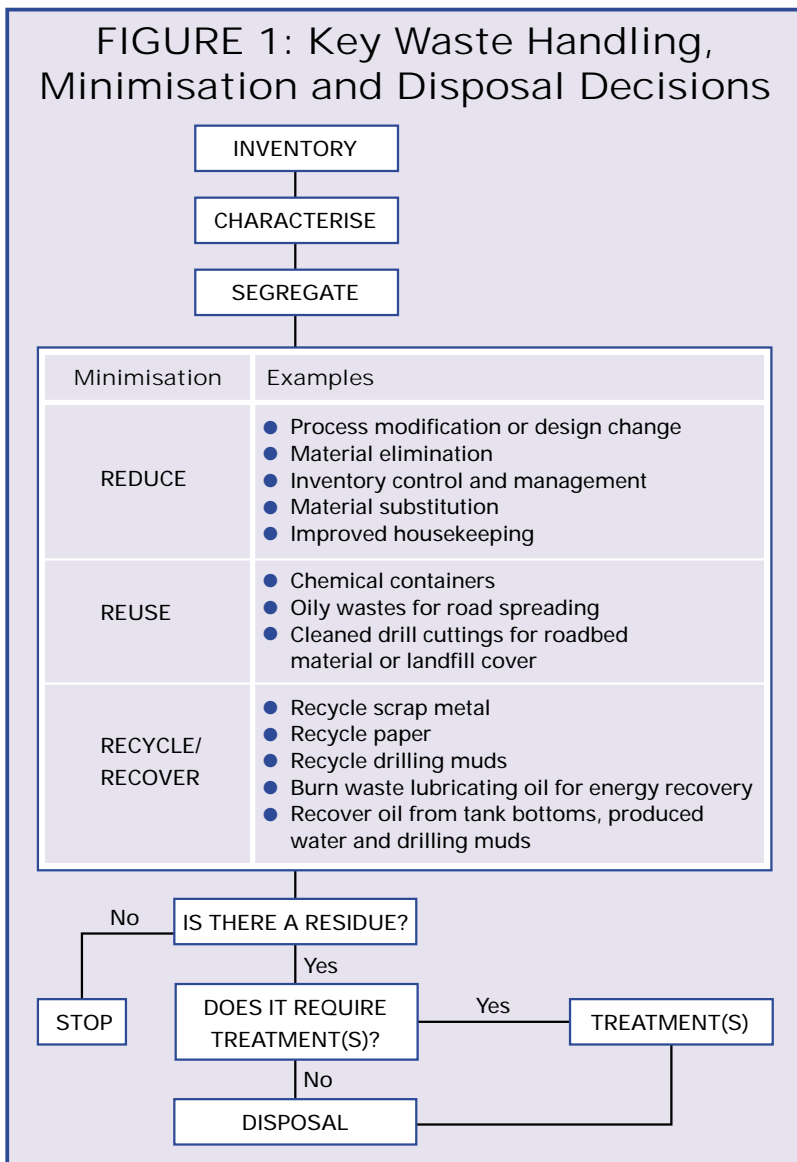 FIGURE 1: Key Waste Handling,
Minimisation and Disposal Decisions
INVENTORY
CHARACTERISE
SEGREGATE
Minimisation
Examples
REDUCE
● Process modification or design change
● Material elimination
● Inventory control and management
● Material substitution
● Improved housekeeping
REUSE
● Chemical containers
● Oily wastes for road spreading
● Cleaned drill cuttings for roadbed
material or landfill cover
RECYCLE/
RECOVER
● Recycle scrap metal
● Recycle paper
● Recycle drilling muds
● Burn waste lubricating oil for energy recovery
● Recover oil from tank bottoms, produced
water and drilling muds
IS THERE A RESIDUE?
No
Yes
STOP
DOES IT REQUIRE
TREATMENT(S)?
Yes
TREATMENT(S)
No
DISPOSAL